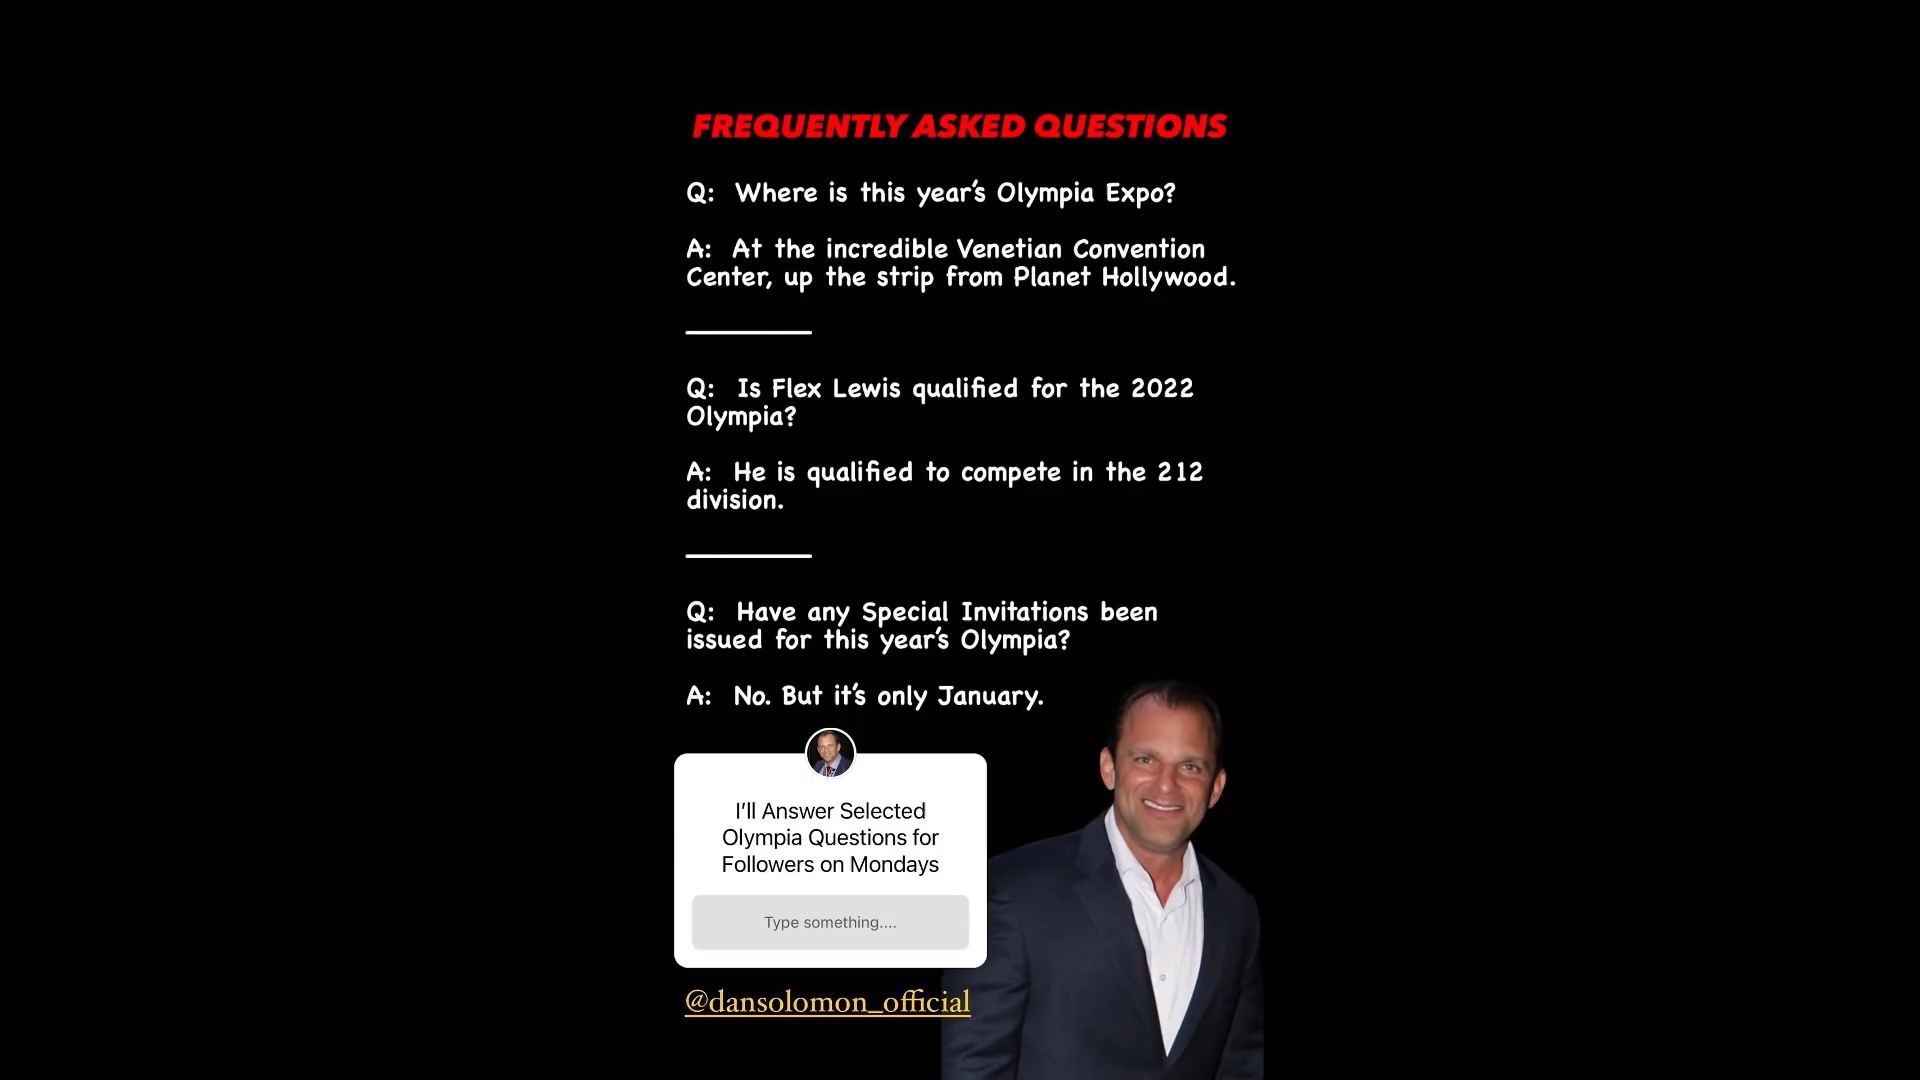 FREQUENTLY ASKED QUESTIONS
Q: Where is this year's Olympia Expo?
A: At the incredible Venetian Convention
Center, up the strip from Planet Hollywood.
Q: Is Flex Lewis qualified for the 2022
Olympia?
A: He is qualified to compete in the 212
division.
Q: Have any Special Invitations been
issued for this year's Olympia?
A: No. But it's only January.
I'll Answer Selected
Olympia Questions for
Followers on Mondays
Type something....
@dansolomon_official